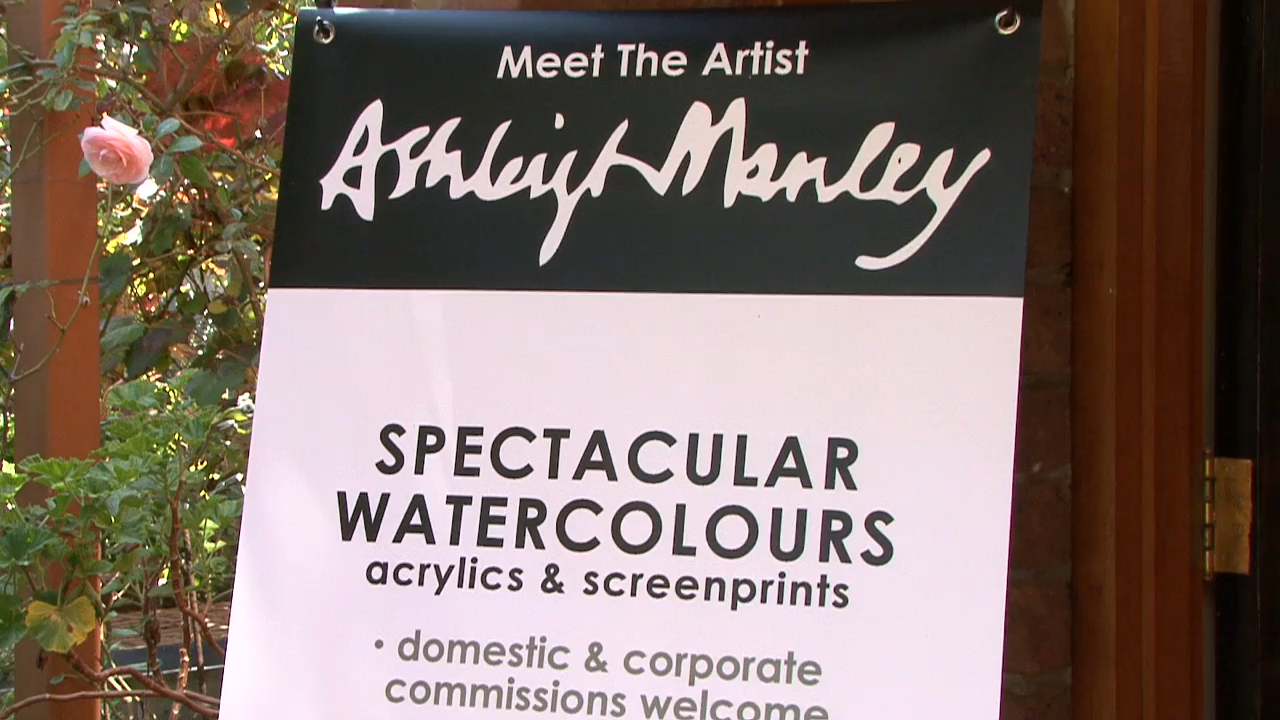 Meet The Artist
Ashleigh Manley
SPECTACULAR
WATERCOLOURS
acrylics & screenprints
• domestic & corporate
commissions welcome